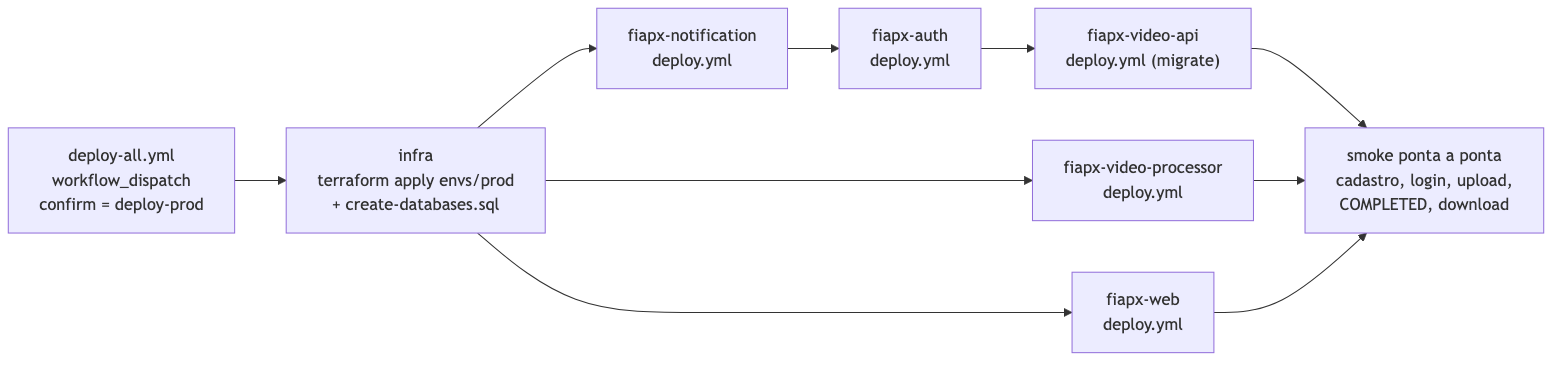 deploy-all.yml
workflow_dispatch
confirm = deploy-prod
infra
terraform apply envs/prod
+ create-databases.sql
fiapx-notification
deploy.yml
fiapx-auth
deploy.yml
fiapx-video-api
deploy.yml (migrate)
fiapx-video-processor
deploy.yml
fiapx-web
deploy.yml
smoke ponta a ponta
cadastro, login, upload,
COMPLETED, download